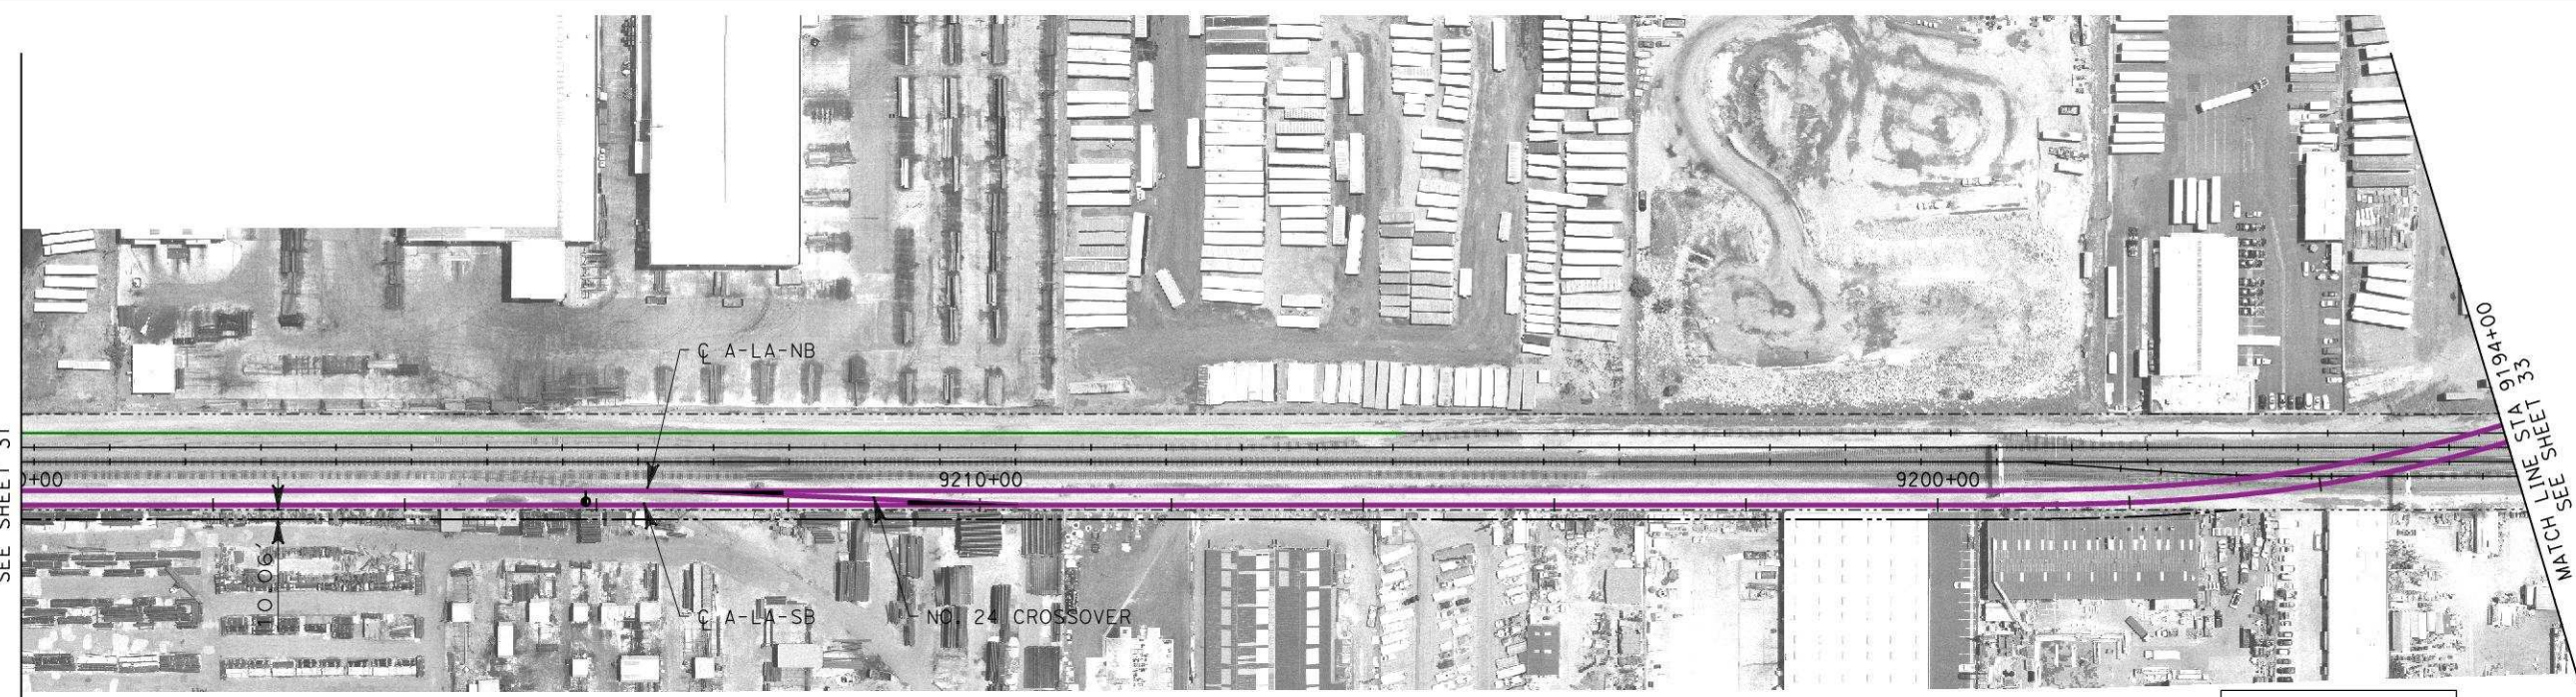 ℄ A-LA-NB
0+00
9210+00
9200+00
10.06'
℄ A-LA-SB
NO. 24 CROSSOVER
MATCH LINE STA 9194+00
SEE SHEET 33
SEE SHEET